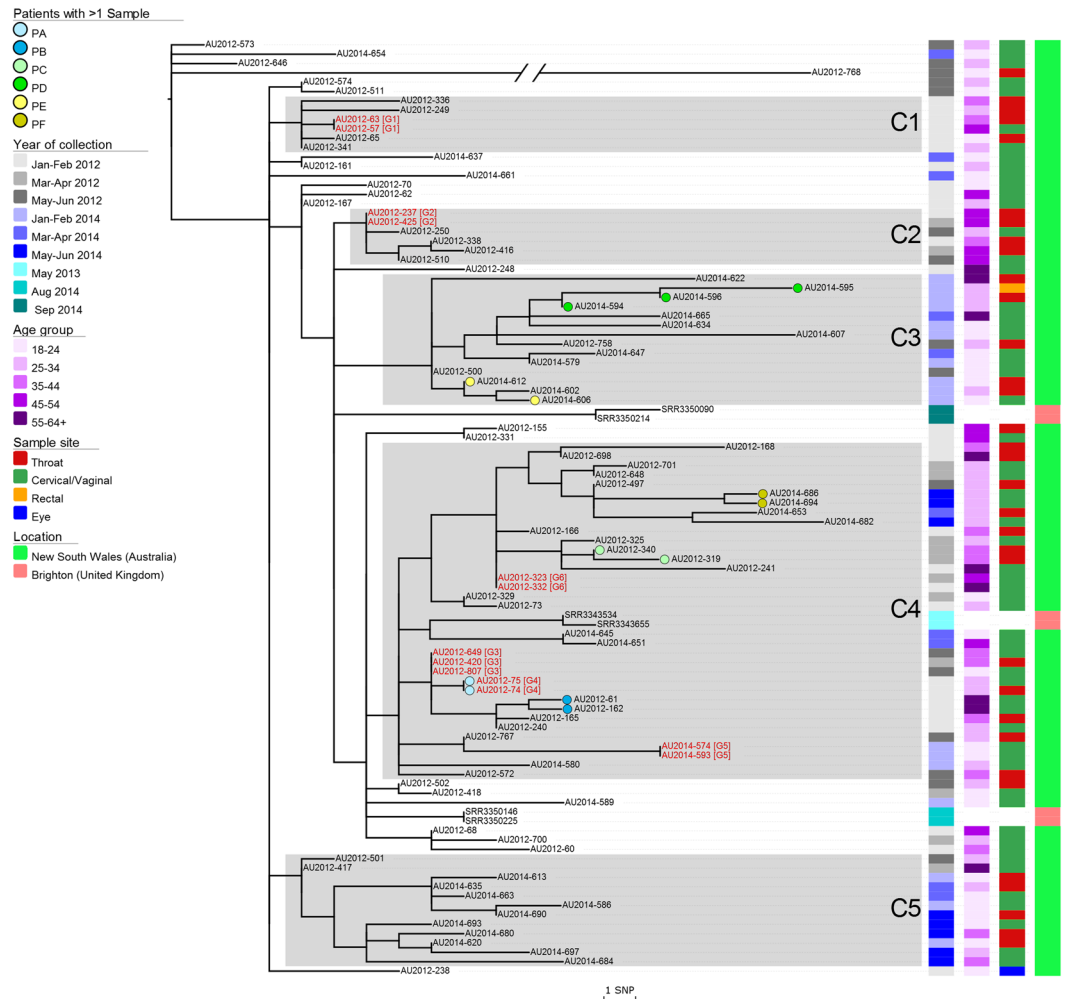 Patients with >1 Sample
PA
PB
PC
PD
PE
PF
Year of collection
Jan-Feb 2012
Mar-Apr 2012
May-Jun 2012
Jan-Feb 2014
Mar-Apr 2014
May-Jun 2014
May 2013
Aug 2014
Sep 2014
Age group
18-24
25-34
35-44
45-54
55-64+
Sample site
Throat
Cervical/Vaginal
Rectal
Eye
Location
New South Wales (Australia)
Brighton (United Kingdom)
AU2012-573
AU2014-654
AU2012-646
AU2012-768
AU2012-574
AU2012-511
AU2012-336
AU2012-249
AU2012-63 [G1]
AU2012-57 [G1]
AU2012-65
AU2012-341
C1
AU2014-637
AU2012-161
AU2014-661
AU2012-70
AU2012-62
AU2012-167
AU2012-237 [G2]
AU2012-425 [G2]
AU2012-250
AU2012-338
AU2012-416
AU2012-510
C2
AU2012-248
AU2014-622
AU2014-595
AU2014-596
AU2014-594
AU2014-665
AU2014-634
AU2014-607
AU2012-758
AU2014-647
AU2014-579
AU2012-500
AU2014-612
AU2014-602
AU2014-606
C3
SRR3350090
SRR3350214
AU2012-155
AU2012-331
AU2012-168
AU2012-698
AU2012-701
AU2012-648
AU2012-497
AU2014-686
AU2014-694
AU2014-653
AU2014-682
AU2012-166
AU2012-325
AU2012-340
AU2012-319
AU2012-241
AU2012-323 [G6]
AU2012-332 [G6]
AU2012-329
AU2012-73
SRR3343534
SRR3343655
AU2014-645
AU2014-651
AU2012-649 [G3]
AU2012-420 [G3]
AU2012-807 [G3]
AU2012-75 [G4]
AU2012-74 [G4]
AU2012-61
AU2012-162
AU2012-165
AU2012-240
AU2012-767
AU2014-574 [G5]
AU2014-593 [G5]
AU2014-580
AU2012-572
C4
AU2012-502
AU2012-418
AU2014-589
SRR3350146
SRR3350225
AU2012-68
AU2012-700
AU2012-60
AU2012-501
AU2012-417
AU2014-613
AU2014-635
AU2014-663
AU2014-586
AU2014-690
AU2014-693
AU2014-680
AU2014-620
AU2014-697
AU2014-684
C5
AU2012-238
1 SNP